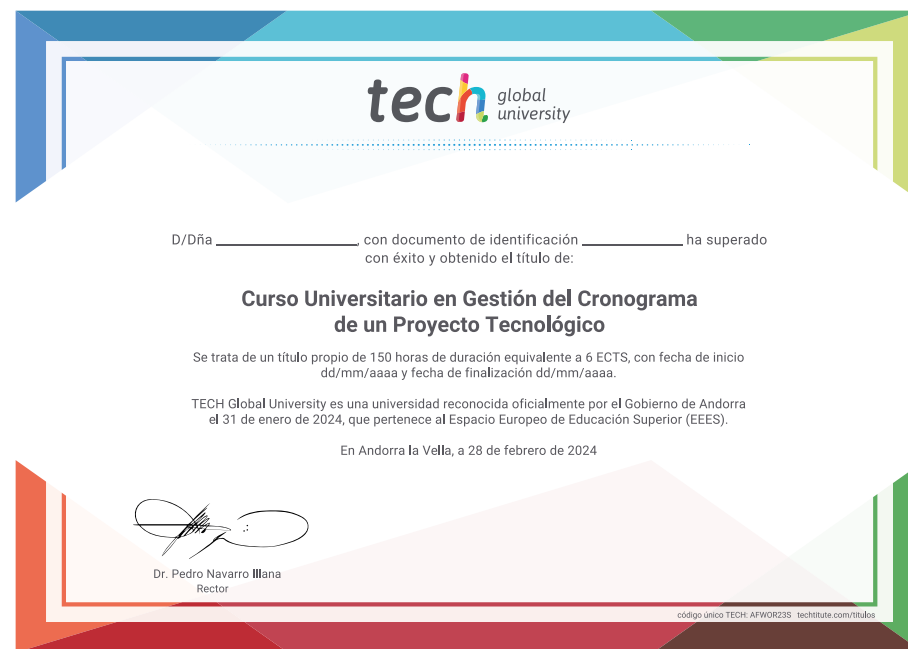 tech global
university
D/Dña ____________________, con documento de identificación ______________ ha superado
con éxito y obtenido el título de:
Curso Universitario en Gestión del Cronograma
de un Proyecto Tecnológico
Se trata de un título propio de 150 horas de duración equivalente a 6 ECTS, con fecha de inicio
dd/mm/aaaa y fecha de finalización dd/mm/aaaa.
TECH Global University es una universidad reconocida oficialmente por el Gobierno de Andorra
el 31 de enero de 2024, que pertenece al Espacio Europeo de Educación Superior (EEES).
En Andorra la Vella, a 28 de febrero de 2024
Dr. Pedro Navarro Illana
Rector
código único TECH: AFWOR23S techtitute.com/titulos